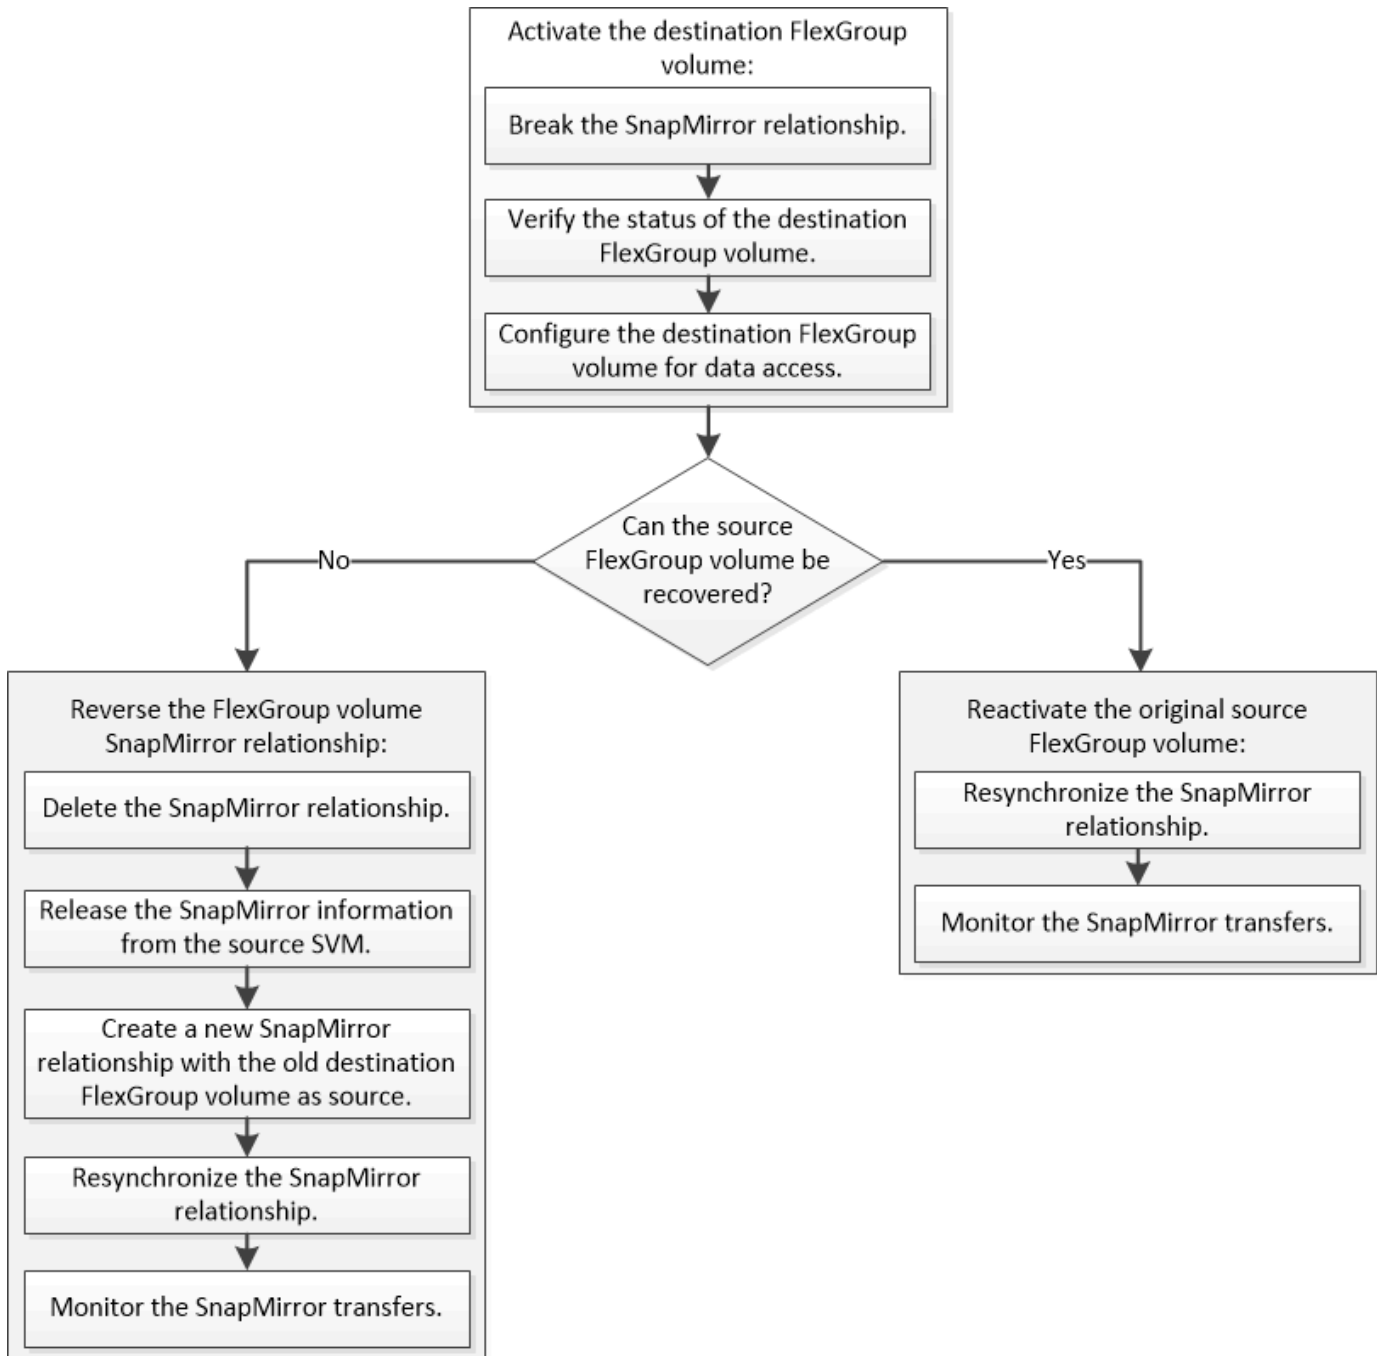 Activate the destination FlexGroup
volume:
Break the SnapMirror relationship.
Verify the status of the destination
FlexGroup volume.
Configure the destination FlexGroup
volume for data access.
Can the source
FlexGroup volume be
recovered?
No
Yes
Reverse the FlexGroup volume
SnapMirror relationship:
Delete the SnapMirror relationship.
Release the SnapMirror information
from the source SVM.
Create a new SnapMirror
relationship with the old destination
FlexGroup volume as source.
Resynchronize the SnapMirror
relationship.
Monitor the SnapMirror transfers.
Reactivate the original source
FlexGroup volume:
Resynchronize the SnapMirror
relationship.
Monitor the SnapMirror transfers.